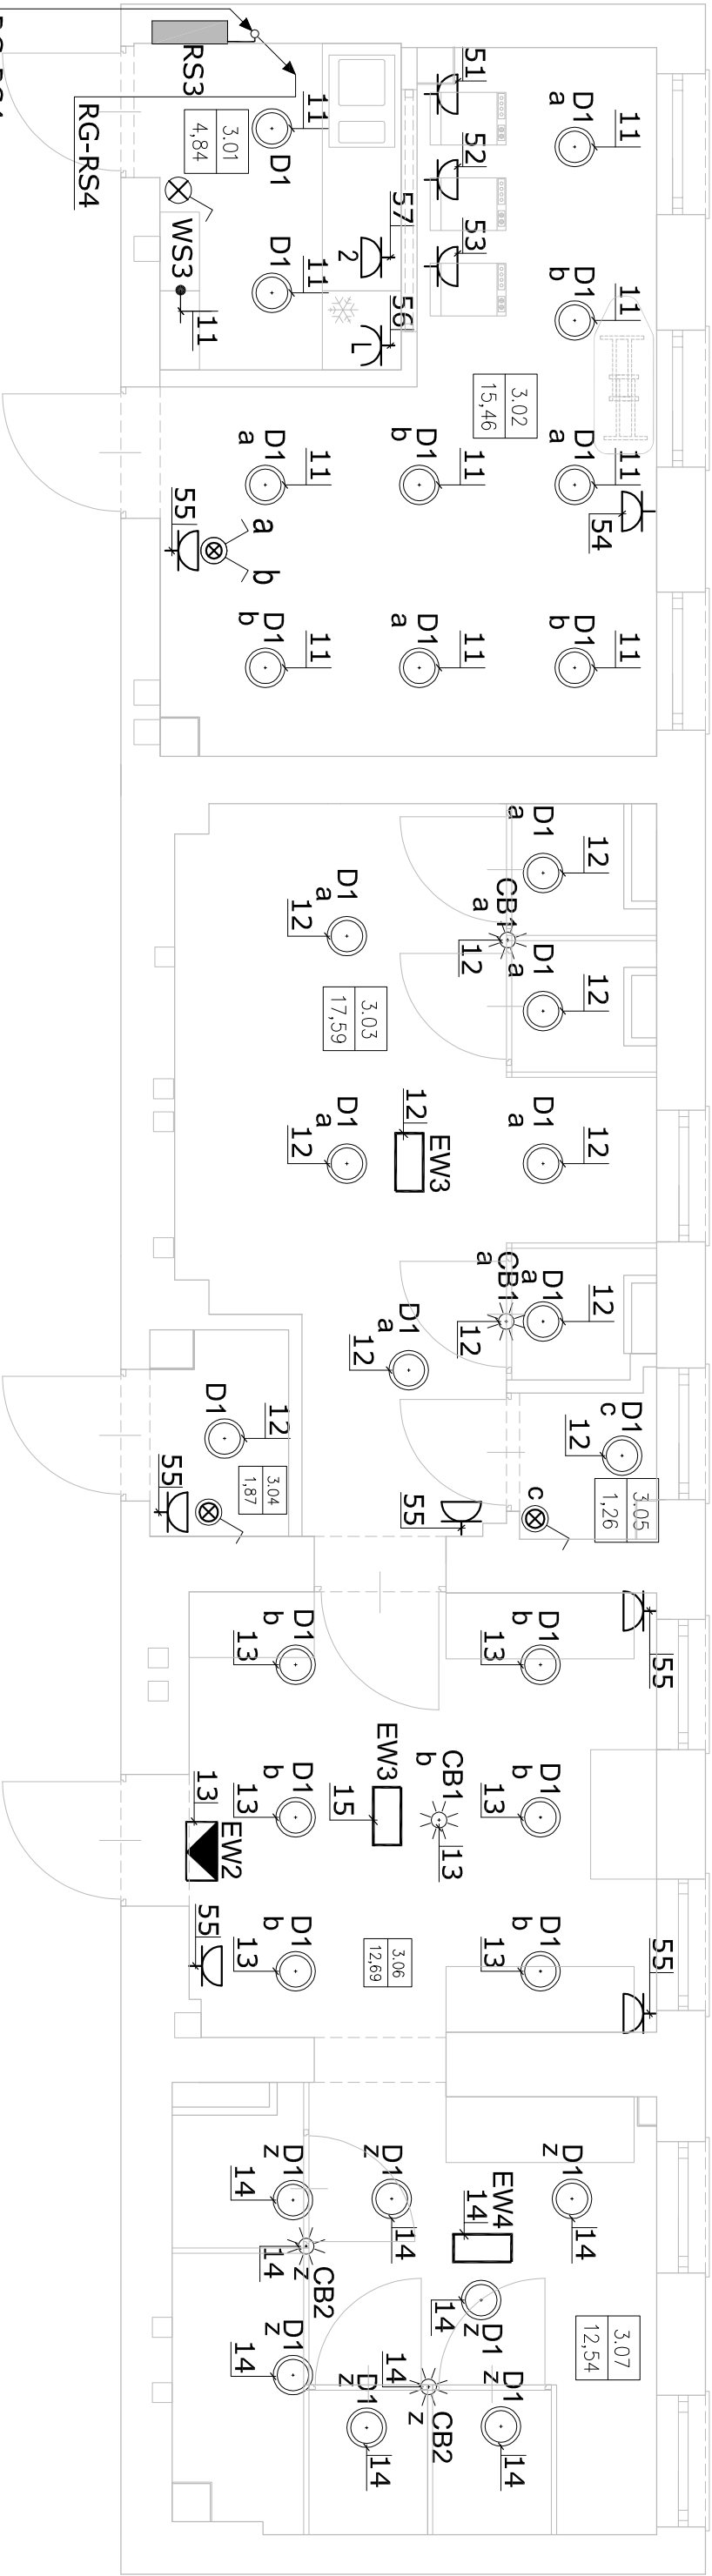 RS3
RG-RS4
11
D1
3.01
4,84
WS3
11
D1
11
51
52
53
57
2
56
L
11
D1
a
11
D1
b
3.02
15,46
11
D1
a
11
D1
b
11
D1
a
54
55
a
b
11
D1
b
11
D1
a
11
D1
b
12
D1
a
CB1
a
12
12
D1
a
D1
a
12
3.03
17,59
D1
a
12
12
EW3
12
D1
a
CB1
a
12
12
D1
a
D1
a
12
D1
c
12
3.05
1,26
c
D1
12
3.04
1,87
55
55
D1
b
13
D1
b
13
55
EW3
15
CB1
b
13
D1
b
13
D1
b
13
13
EW2
55
D1
b
13
D1
b
13
3.06
12,69
55
D1
z
14
D1
z
14
D1
z
14
EW4
14
14
CB2
z
D1
z
14
3.07
12,54
D1
z
14
14
CB2
z
D1
z
14
D1
z
14